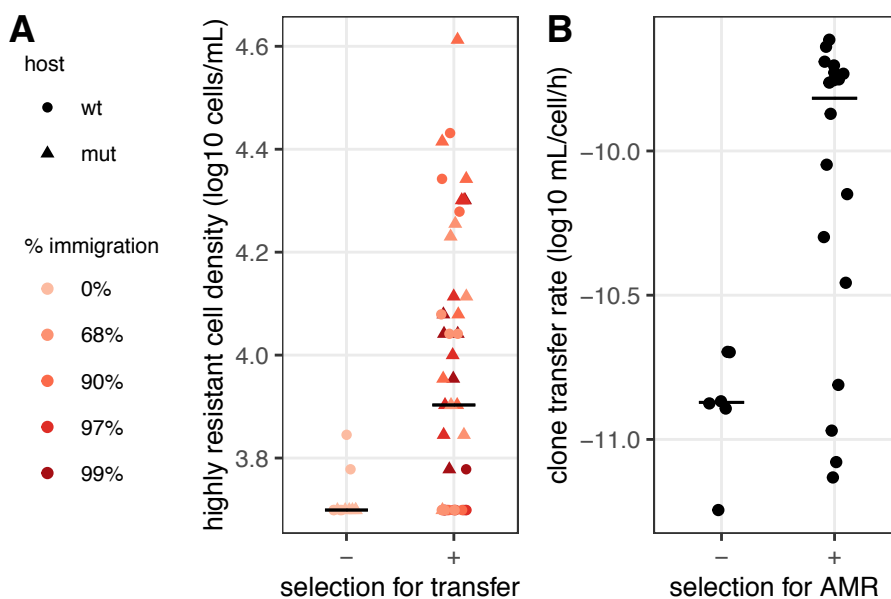 A
host
wt
mut
% immigration
0%
68%
90%
97%
99%
highly resistant cell density (log10 cells/mL)
4.6
4.4
4.2
4.0
3.8
−
+
selection for transfer
B
clone transfer rate (log10 mL/cell/h)
−10.0
−10.5
−11.0
−
+
selection for AMR